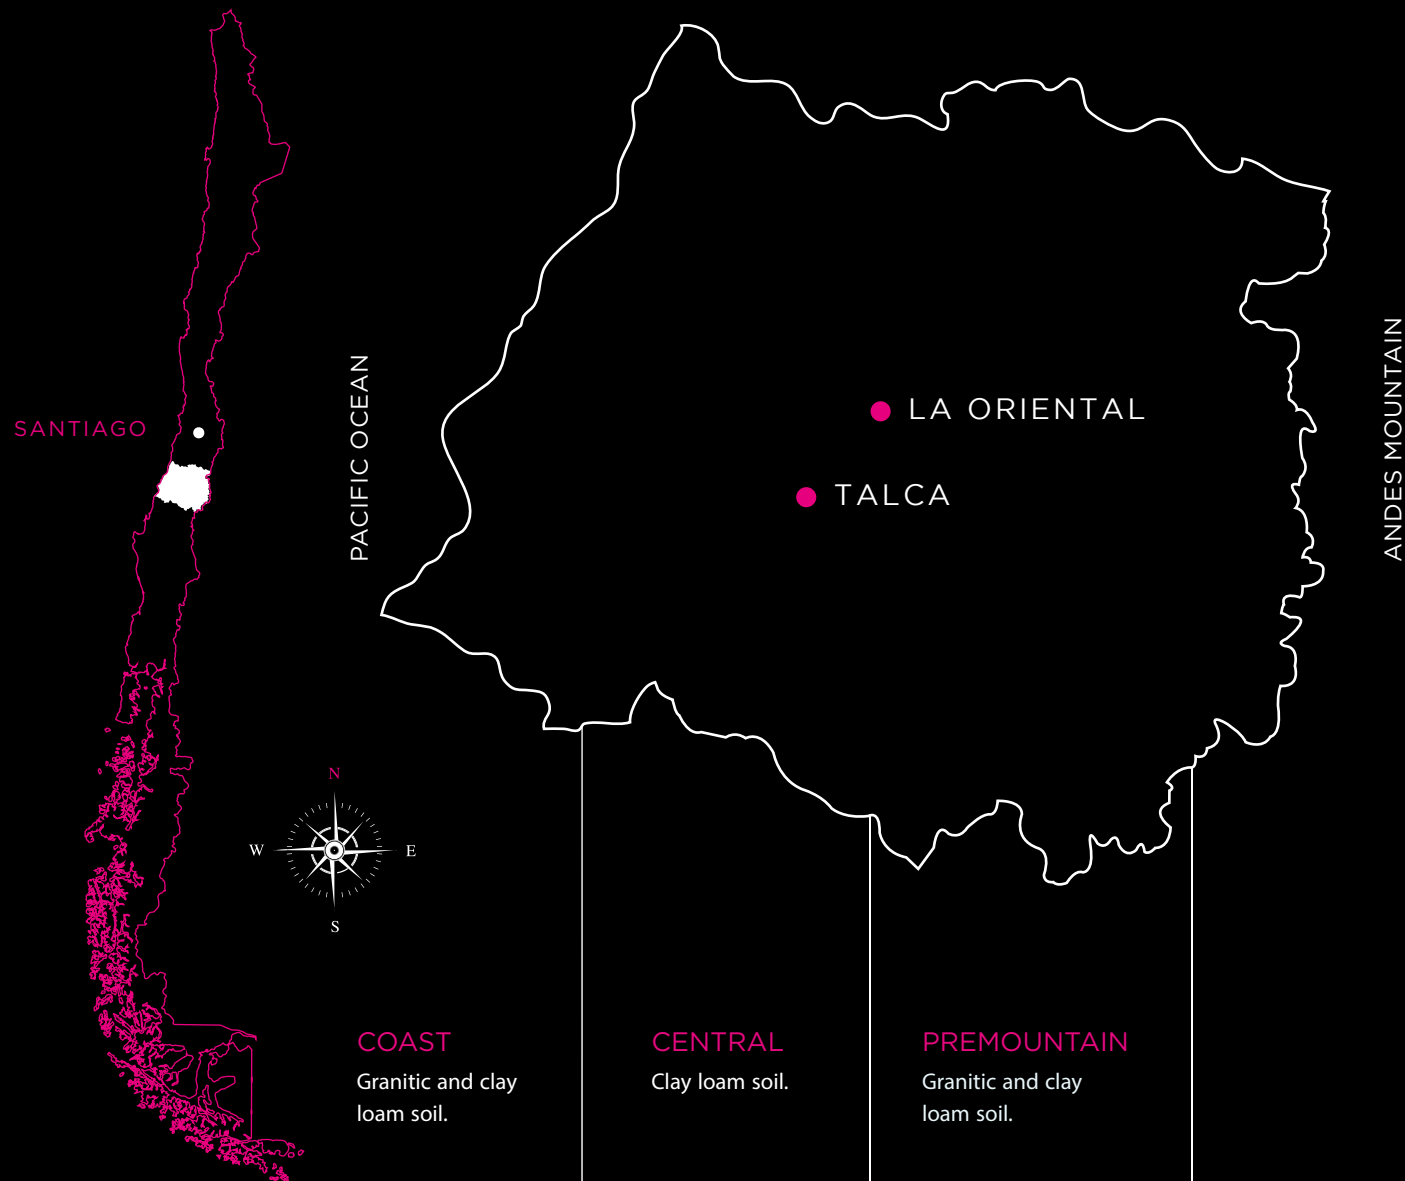 SANTIAGO
PACIFIC OCEAN
LA ORIENTAL
TALCA
ANDES MOUNTAIN
N
W
E
S
COAST
Granitic and clay
loam soil.
CENTRAL
Clay loam soil.
PREMOUNTAIN
Granitic and clay
loam soil.